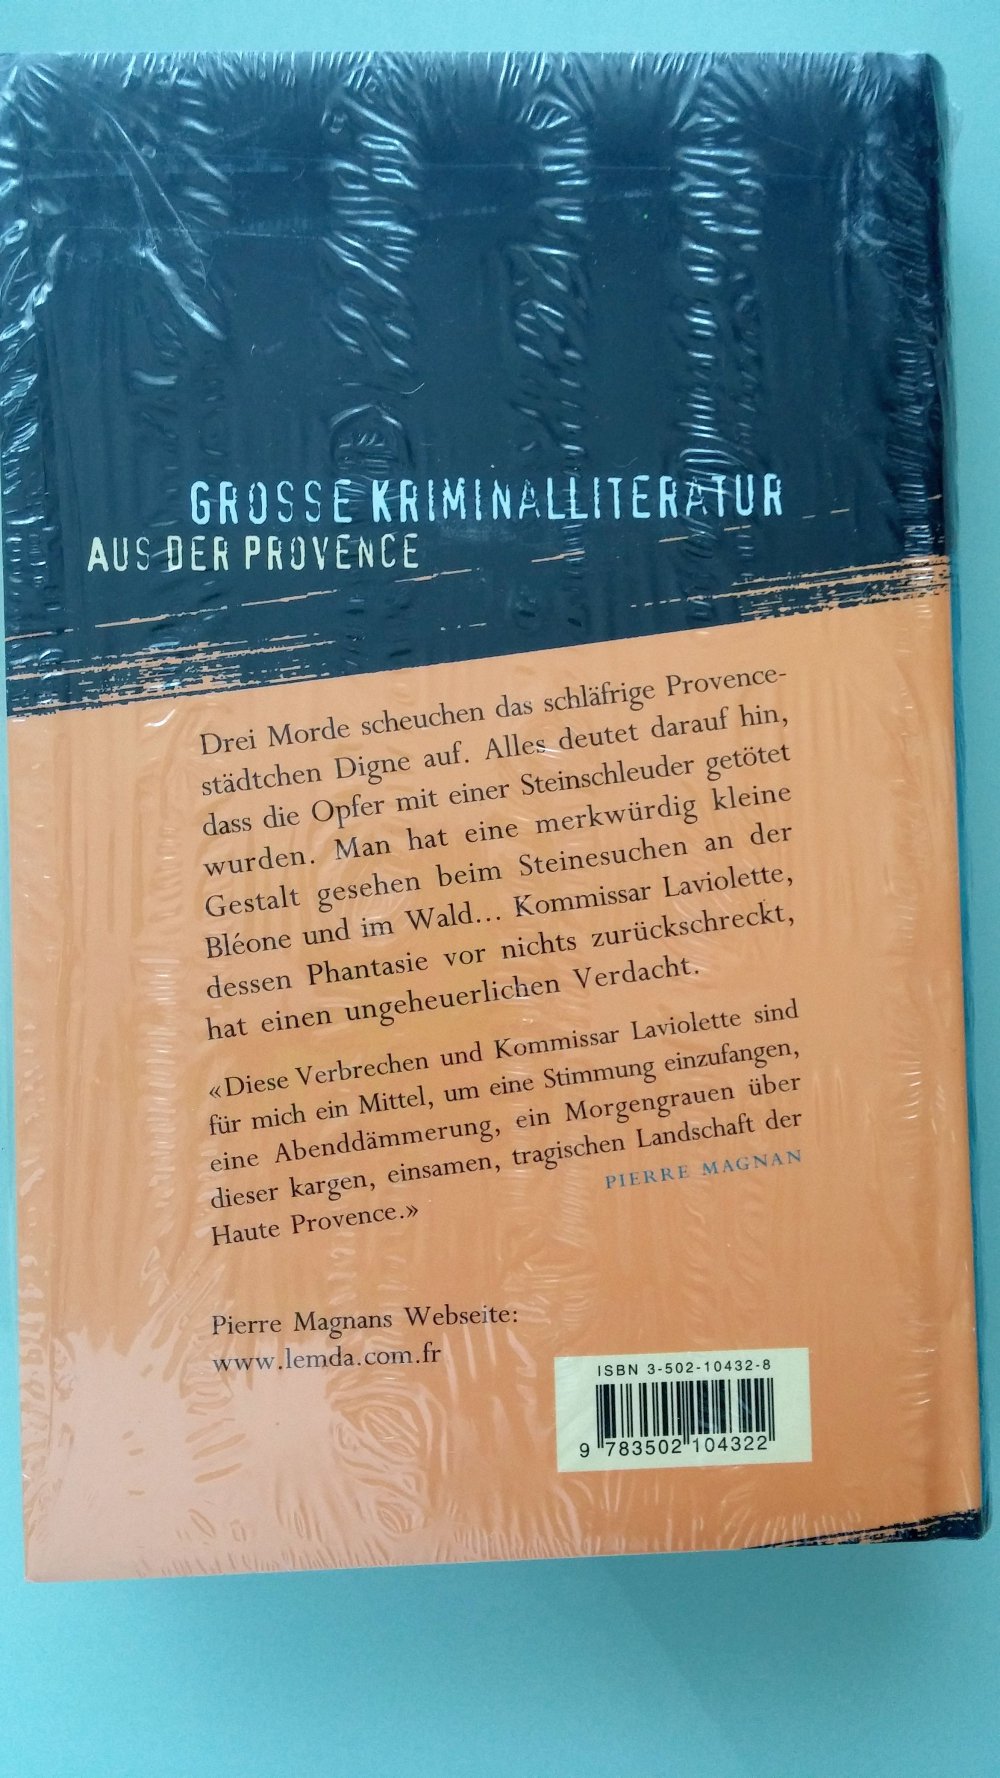 GROSSE KRIMINALLITERATUR
AUS DER PROVENCE
Drei Morde scheuchen das schläfrige Provence-
städtchen Digne auf. Alles deutet darauf hin,
dass die Opfer mit einer Steinschleuder getötet
wurden. Man hat eine merkwürdig kleine
Gestalt gesehen beim Steinesuchen an der
Bléone und im Wald... Kommissar Laviolette,
dessen Phantasie vor nichts zurückschreckt,
hat einen ungeheuerlichen Verdacht.
«Diese Verbrechen und Kommissar Laviolette sind
für mich ein Mittel, um eine Stimmung einzufangen,
eine Abenddämmerung, ein Morgengrauen über
dieser kargen, einsamen, tragischen Landschaft der
Haute Provence.»
PIERRE MAGNAN
Pierre Magnans Webseite:
www.lemda.com.fr
ISBN 3-502-10432-8
9 783502 104322